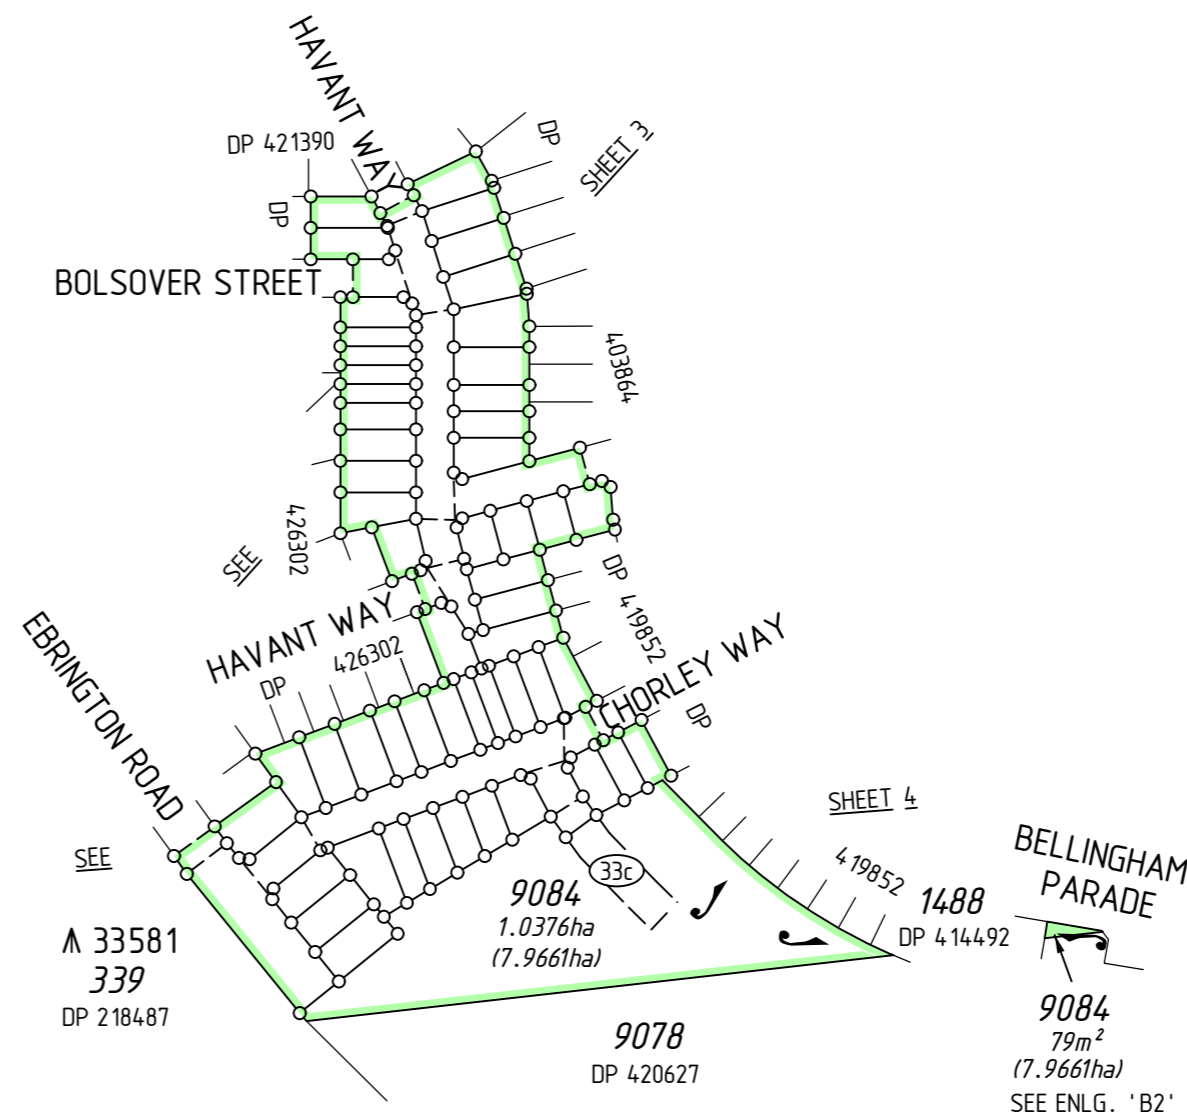 HAVANT WAY
DP 421390
DP
SHEET 3
DP
BOLSOVER STREET
403864
SEE
426302
DP 419852
EBRINGTON ROAD
HAVANT WAY
DP 426302
CHORLEY WAY
DP
SHEET 4
419852
SEE
33581
339
DP 218487
33c
9084
1.0376ha
(7.9661ha)
1488
DP 414492
BELLINGHAM
PARADE
9084
79m²
(7.9661ha)
SEE ENLG. 'B2'
9078
DP 420627